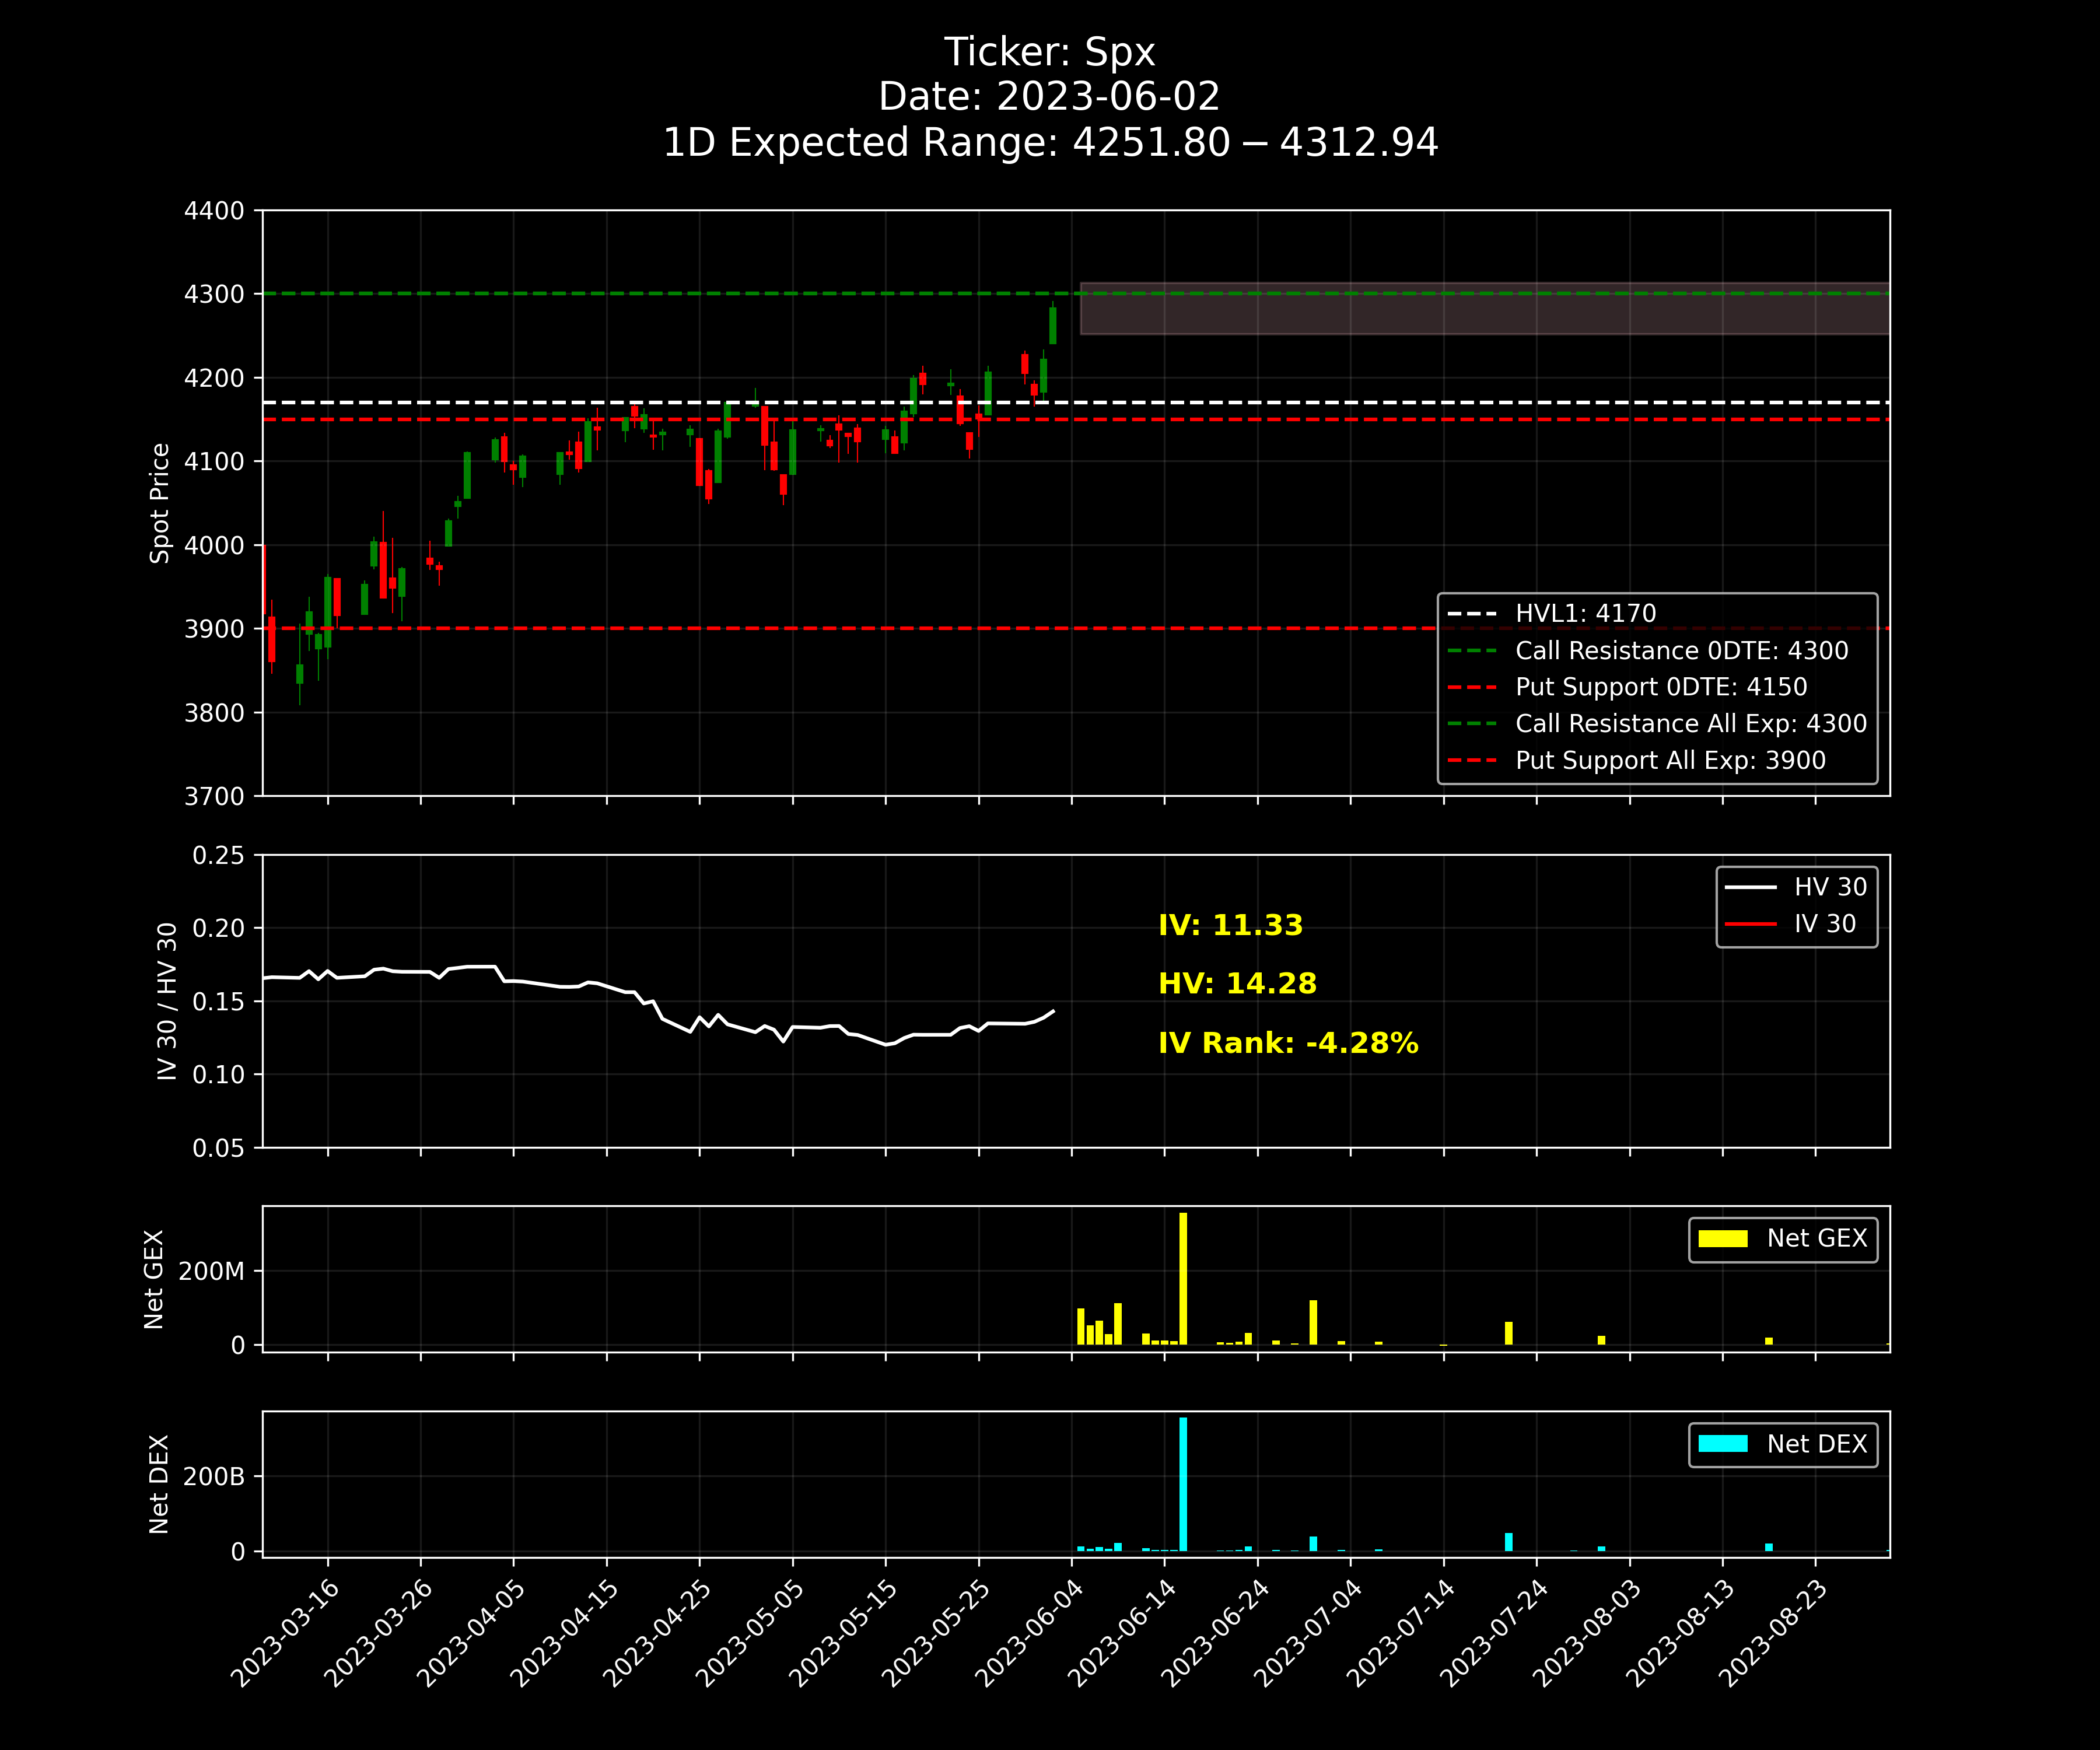 Ticker: Spx
Date: 2023-06-02
1D Expected Range: 4251.80 − 4312.94
Spot Price
4400
4300
4200
4100
4000
3900
3800
3700
HVL1: 4170
Call Resistance 0DTE: 4300
Put Support 0DTE: 4150
Call Resistance All Exp: 4300
Put Support All Exp: 3900
IV 30 / HV 30
0.25
0.20
0.15
0.10
0.05
IV: 11.33
HV: 14.28
IV Rank: -4.28%
HV 30
IV 30
Net GEX
200M
0
Net GEX
Net DEX
200B
0
Net DEX
2023-03-16
2023-03-26
2023-04-05
2023-04-15
2023-04-25
2023-05-05
2023-05-15
2023-05-25
2023-06-04
2023-06-14
2023-06-24
2023-07-04
2023-07-14
2023-07-24
2023-08-03
2023-08-13
2023-08-23